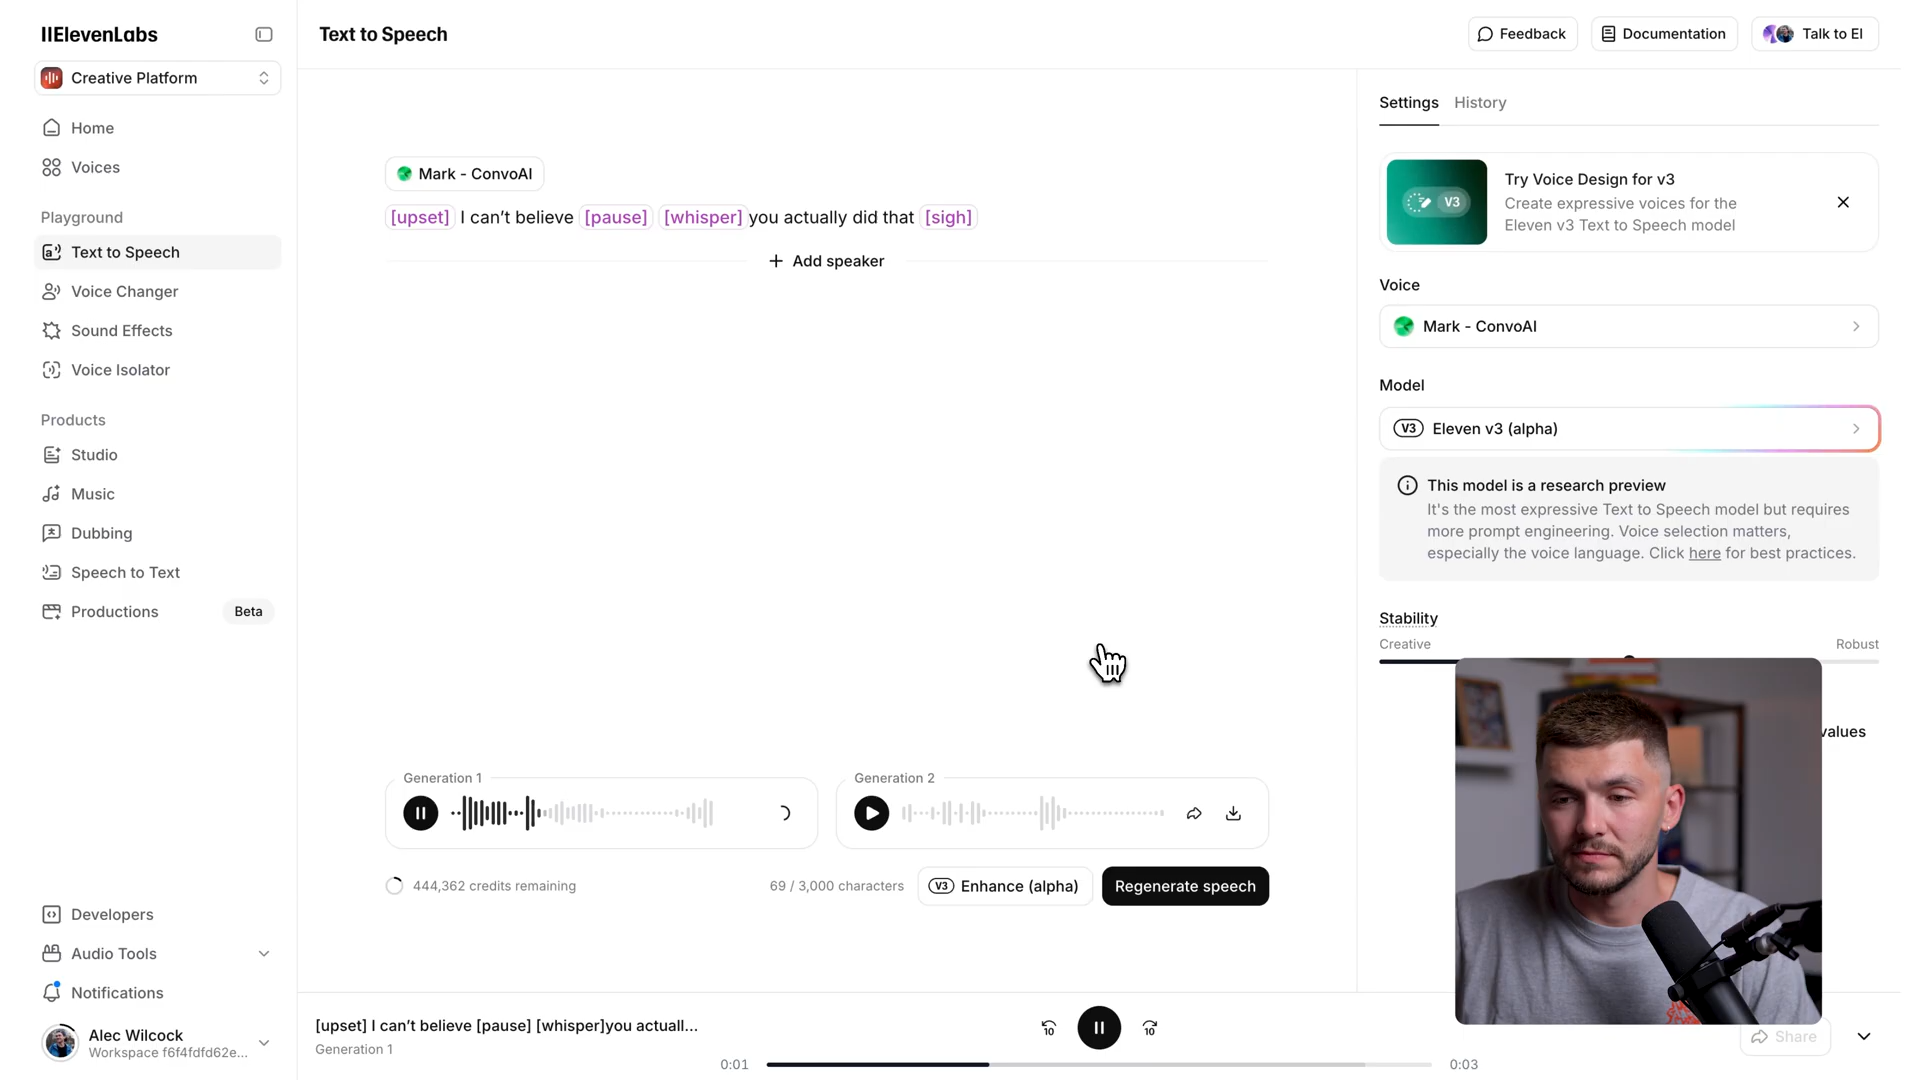 IIElevenLabs
Creative Platform
Home
Voices
Playground
Text to Speech
Voice Changer
Sound Effects
Voice Isolator
Products
Studio
Music
Dubbing
Speech to Text
Productions
Beta
Developers
Audio Tools
Notifications
Alec Wilcock
Workspace f6f4fdfd62e...
Text to Speech
Feedback
Documentation
Talk to El
Mark - ConvoAI
[upset] I can’t believe [pause] [whisper]you actually did that [sigh]
+ Add speaker
Generation 1
Generation 2
444,362 credits remaining
69 / 3,000 characters
V3 Enhance (alpha)
Regenerate speech
Settings
History
V3
Try Voice Design for v3
Create expressive voices for the
Eleven v3 Text to Speech model
Voice
Mark - ConvoAI
Model
V3 Eleven v3 (alpha)
This model is a research preview
It's the most expressive Text to Speech model but requires
more prompt engineering. Voice selection matters,
especially the voice language. Click here for best practices.
Stability
Creative
Robust
values
[upset] I can’t believe [pause] [whisper]you actuall...
Generation 1
10
10
0:01
0:03
Share